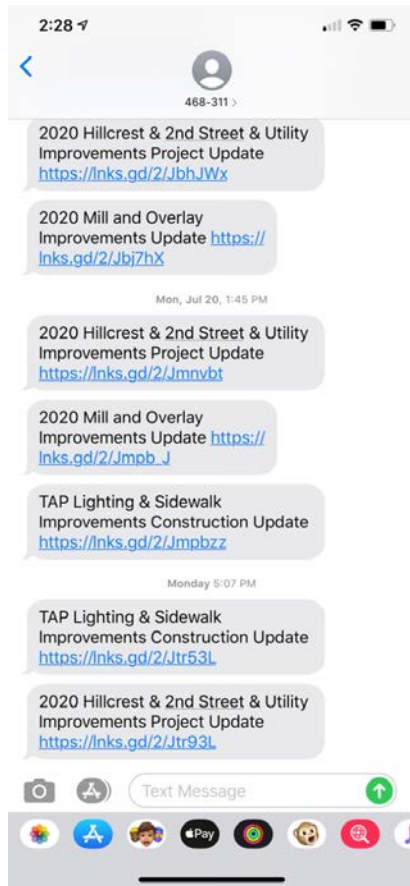 2:28
468-311 >
2020 Hillcrest & 2nd Street & Utility
Improvements Project Update
https://lnks.gd/2/JbhJWx
2020 Mill and Overlay
Improvements Update https://
lnks.gd/2/Jbj7hX
Mon, Jul 20, 1:45 PM
2020 Hillcrest & 2nd Street & Utility
Improvements Project Update
https://lnks.gd/2/Jmnvbt
2020 Mill and Overlay
Improvements Update https://
lnks.gd/2/Jmpb_J
TAP Lighting & Sidewalk
Improvements Construction Update
https://lnks.gd/2/Jmpbzz
Monday 5:07 PM
TAP Lighting & Sidewalk
Improvements Construction Update
https://lnks.gd/2/Jtr53L
2020 Hillcrest & 2nd Street & Utility
Improvements Project Update
https://lnks.gd/2/Jtr93L
Text Message
Pay